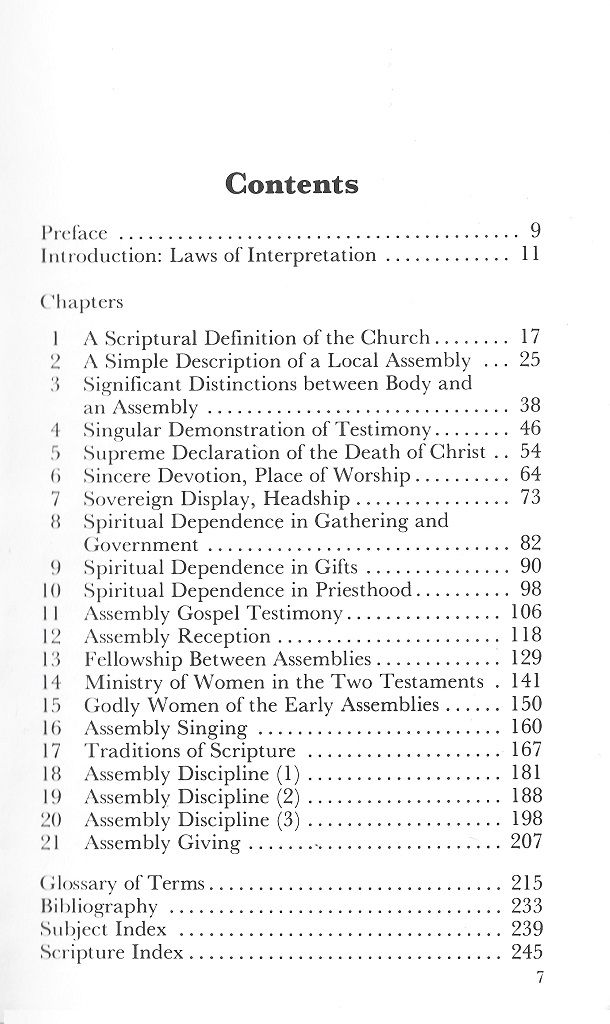 Contents
Preface ........................................ 9
Introduction: Laws of Interpretation ............. 11
Chapters
1 A Scriptural Definition of the Church........ 17
2 A Simple Description of a Local Assembly ... 25
3 Significant Distinctions between Body and
an Assembly ............................... 38
4 Singular Demonstration of Testimony........ 46
5 Supreme Declaration of the Death of Christ .. 54
6 Sincere Devotion, Place of Worship.......... 64
7 Sovereign Display, Headship................ 73
8 Spiritual Dependence in Gathering and
Government ............................... 82
9 Spiritual Dependence in Gifts ............... 90
10 Spiritual Dependence in Priesthood.......... 98
11 Assembly Gospel Testimony................ 106
12 Assembly Reception ....................... 118
13 Fellowship Between Assemblies............. 129
14 Ministry of Women in the Two Testaments . 141
15 Godly Women of the Early Assemblies ...... 150
16 Assembly Singing ......................... 160
17 Traditions of Scripture .................... 167
18 Assembly Discipline (1) .................... 181
19 Assembly Discipline (2) .................... 188
20 Assembly Discipline (3) .................... 198
21 Assembly Giving .......................... 207
Glossary of Terms.............................. 215
Bibliography .................................. 233
Subject Index ................................. 239
Scripture Index................................ 245
7